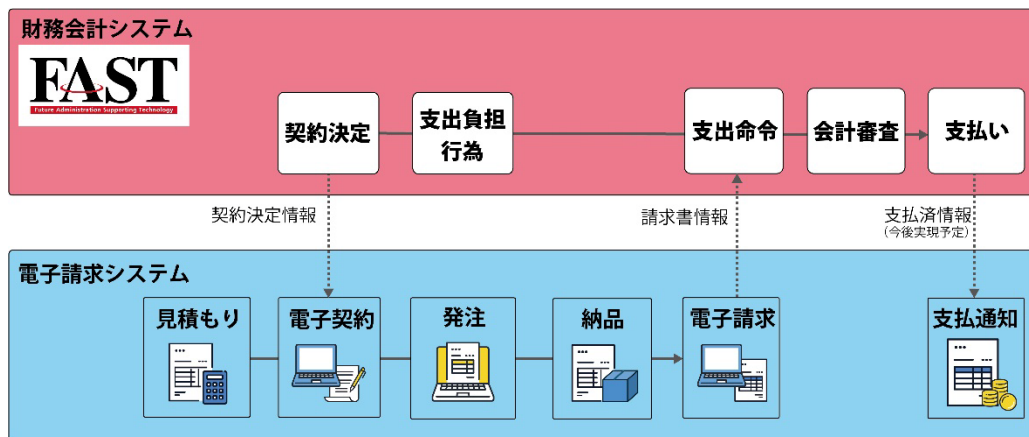 財務会計システム
FAST
Future Administration Supporting Technology
契約決定
支出負担
行為
支出命令
会計審査
支払い
契約決定情報
請求書情報
支払済情報
(今後実現予定)
電子請求システム
見積もり
電子契約
発注
納品
電子請求
支払通知